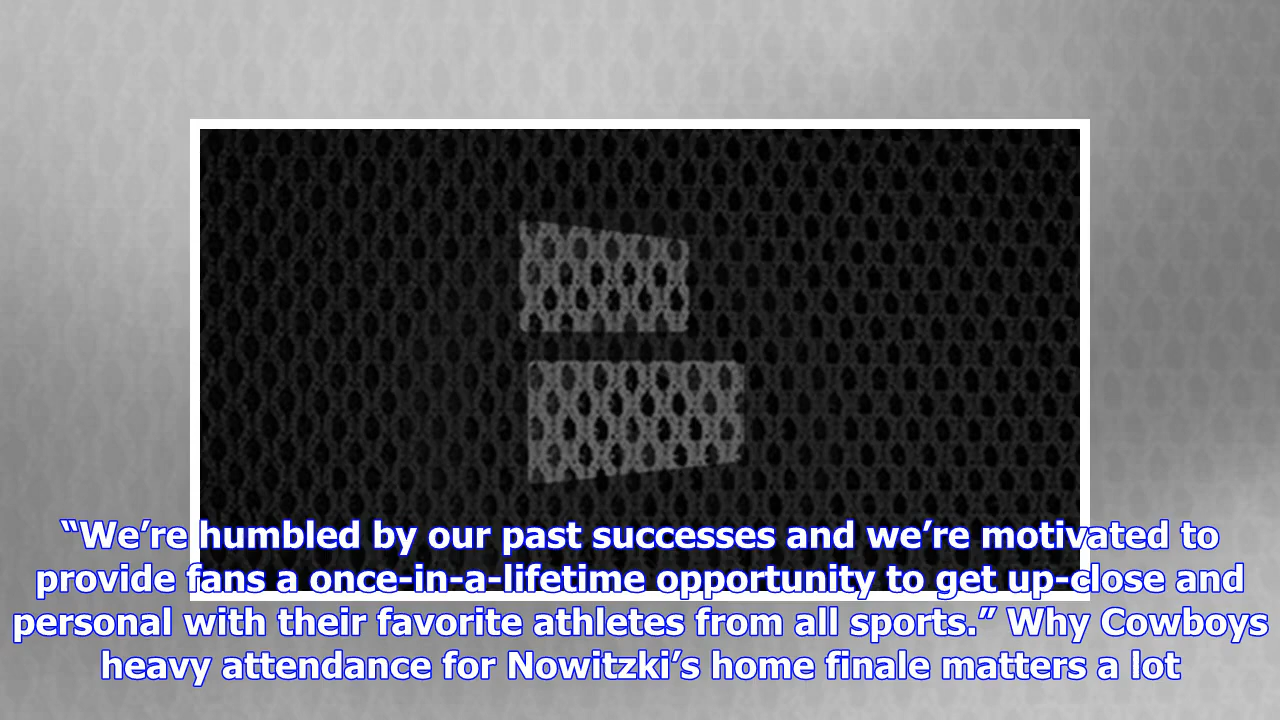 “We’re humbled by our past successes and we’re motivated to
provide fans a once-in-a-lifetime opportunity to get up-close and
personal with their favorite athletes from all sports.” Why Cowboys
heavy attendance for Nowitzki’s home finale matters a lot